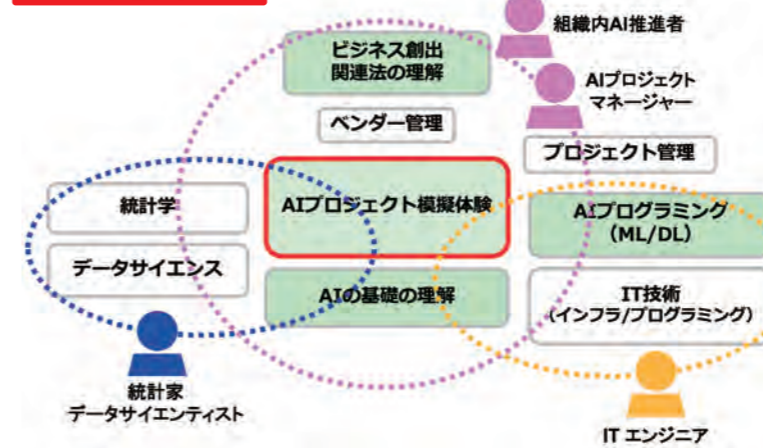 組織内AI推進者
ビジネス創出
関連法の理解
AIプロジェクト
マネージャー
ベンダー管理
プロジェクト管理
統計学
AIプロジェクト模擬体験
AIプログラミング
(ML/DL)
データサイエンス
AIの基礎の理解
IT技術
(インフラ/プログラミング)
統計家
データサイエンティスト
IT エンジニア